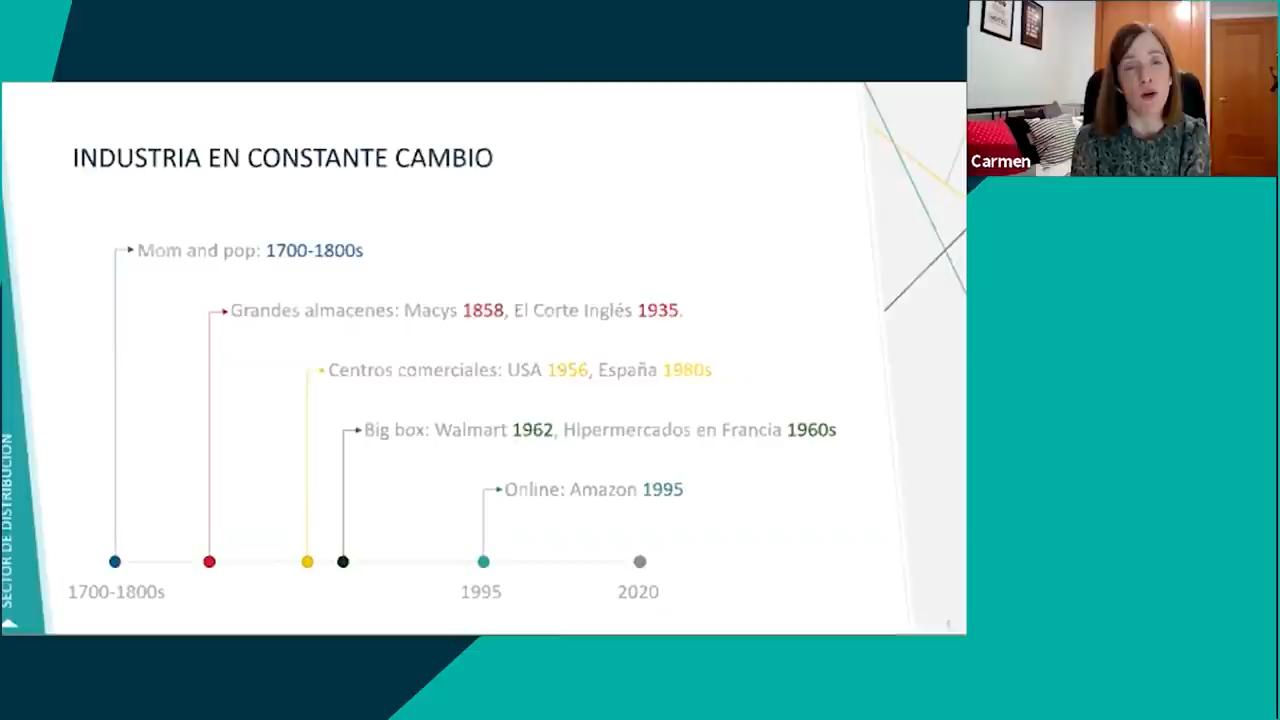 INDUSTRIA EN CONSTANTE CAMBIO
Mom and pop: 1700-1800s
Grandes almacenes: Macys 1858, El Corte Inglés 1935.
Centros comerciales: USA 1956, España 1980s
Big box: Walmart 1962, Hipermercados en Francia 1960s
Online: Amazon 1995
1700-1800s
1995
2020
SECTOR DE DISTRIBUCIÓN
Carmen